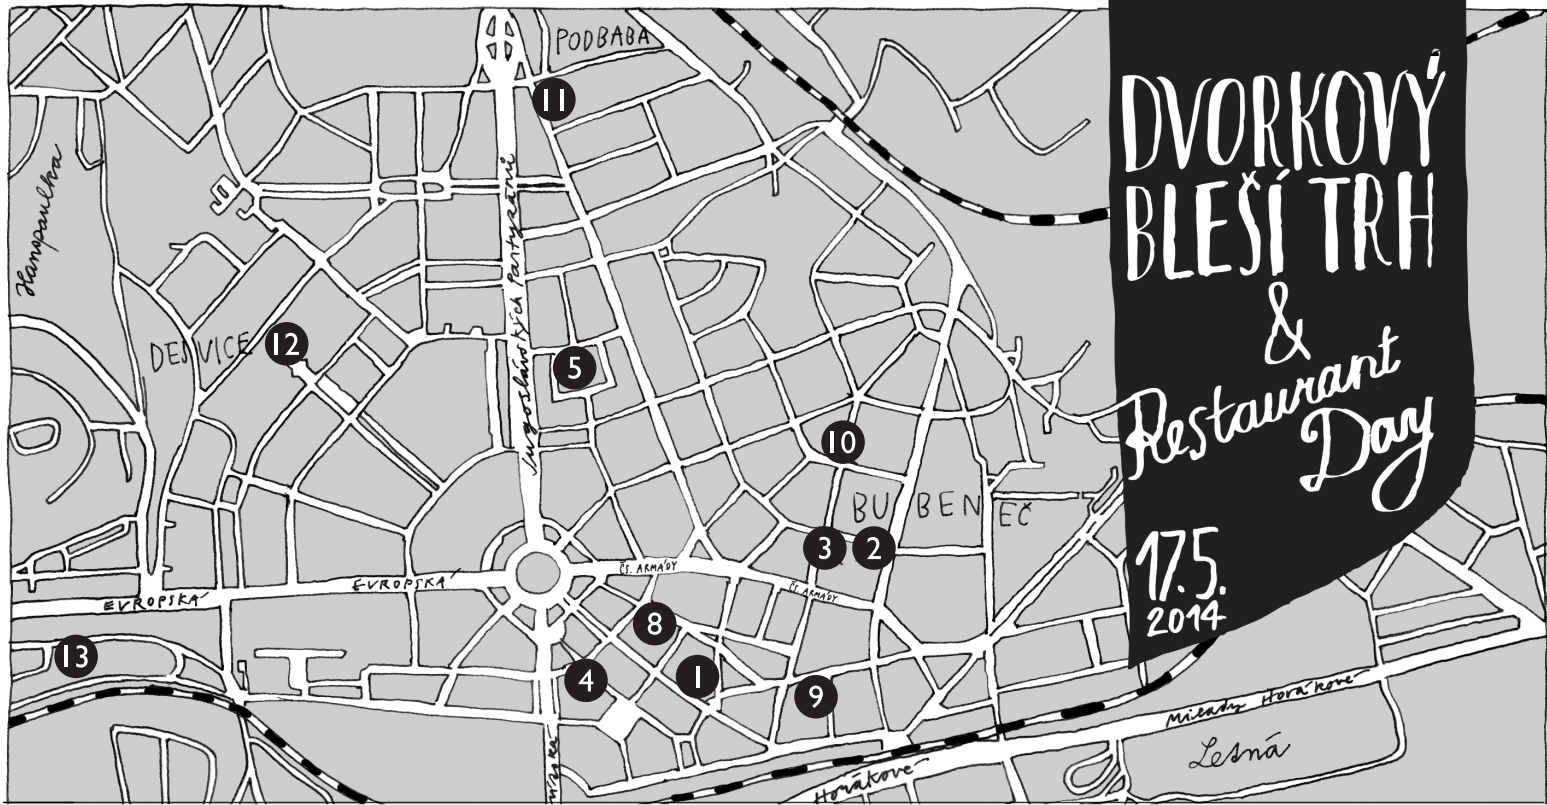 PODBABA
11
DVORKOVÝ
BLEŠÍ TRH
&
Restaurant
Day
17.5.
2014
Hanspaulka
Jugoslávských Partyzánů
DEJVICE
12
5
10
BUBENEČ
3
2
ČS. ARMÁDY
ČS. ARMÁDY
EVROPSKÁ
EVROPSKÁ
8
13
4
1
9
Milady Horákové
Letná
Horákové